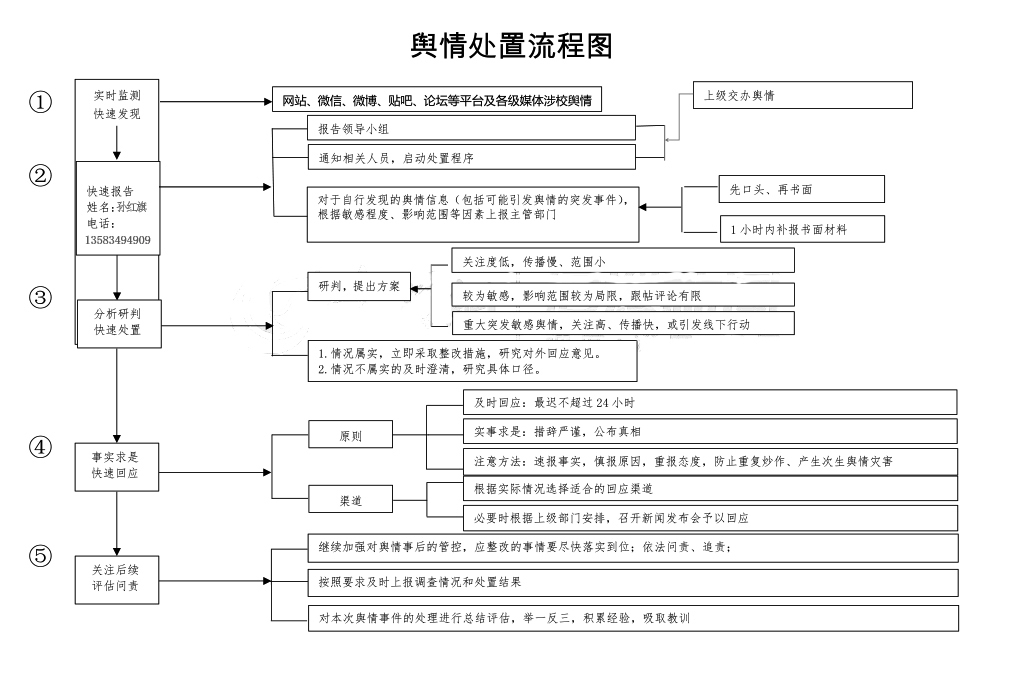 舆情处置流程图
①
实时监测
快速发现
网站、微信、微博、贴吧、论坛等平台及各级媒体涉校舆情
上级交办舆情
报告领导小组
通知相关人员，启动处置程序
②
快速报告
姓名:孙红旗
电话：
13583494909
对于自行发现的舆情信息（包括可能引发舆情的突发事件），
根据敏感程度、影响范围等因素上报主管部门
先口头、再书面
1小时内补报书面材料
③
分析研判
快速处置
研判，提出方案
关注度低，传播慢、范围小
较为敏感，影响范围较为局限，跟帖评论有限
重大突发敏感舆情，关注高、传播快，或引发线下行动
1.情况属实，立即采取整改措施，研究对外回应意见。
2.情况不属实的及时澄清，研究具体口径。
④
事实求是
快速回应
原则
及时回应：最迟不超过24小时
实事求是：措辞严谨，公布真相
注意方法：速报事实，慎报原因，重报态度，防止重复炒作、产生次生舆情灾害
渠道
根据实际情况选择适合的回应渠道
必要时根据上级部门安排，召开新闻发布会予以回应
⑤
关注后续
评估问责
继续加强对舆情事后的管控，应整改的事情要尽快落实到位；依法问责、追责；
按照要求及时上报调查情况和处置结果
对本次舆情事件的处理进行总结评估，举一反三，积累经验，吸取教训